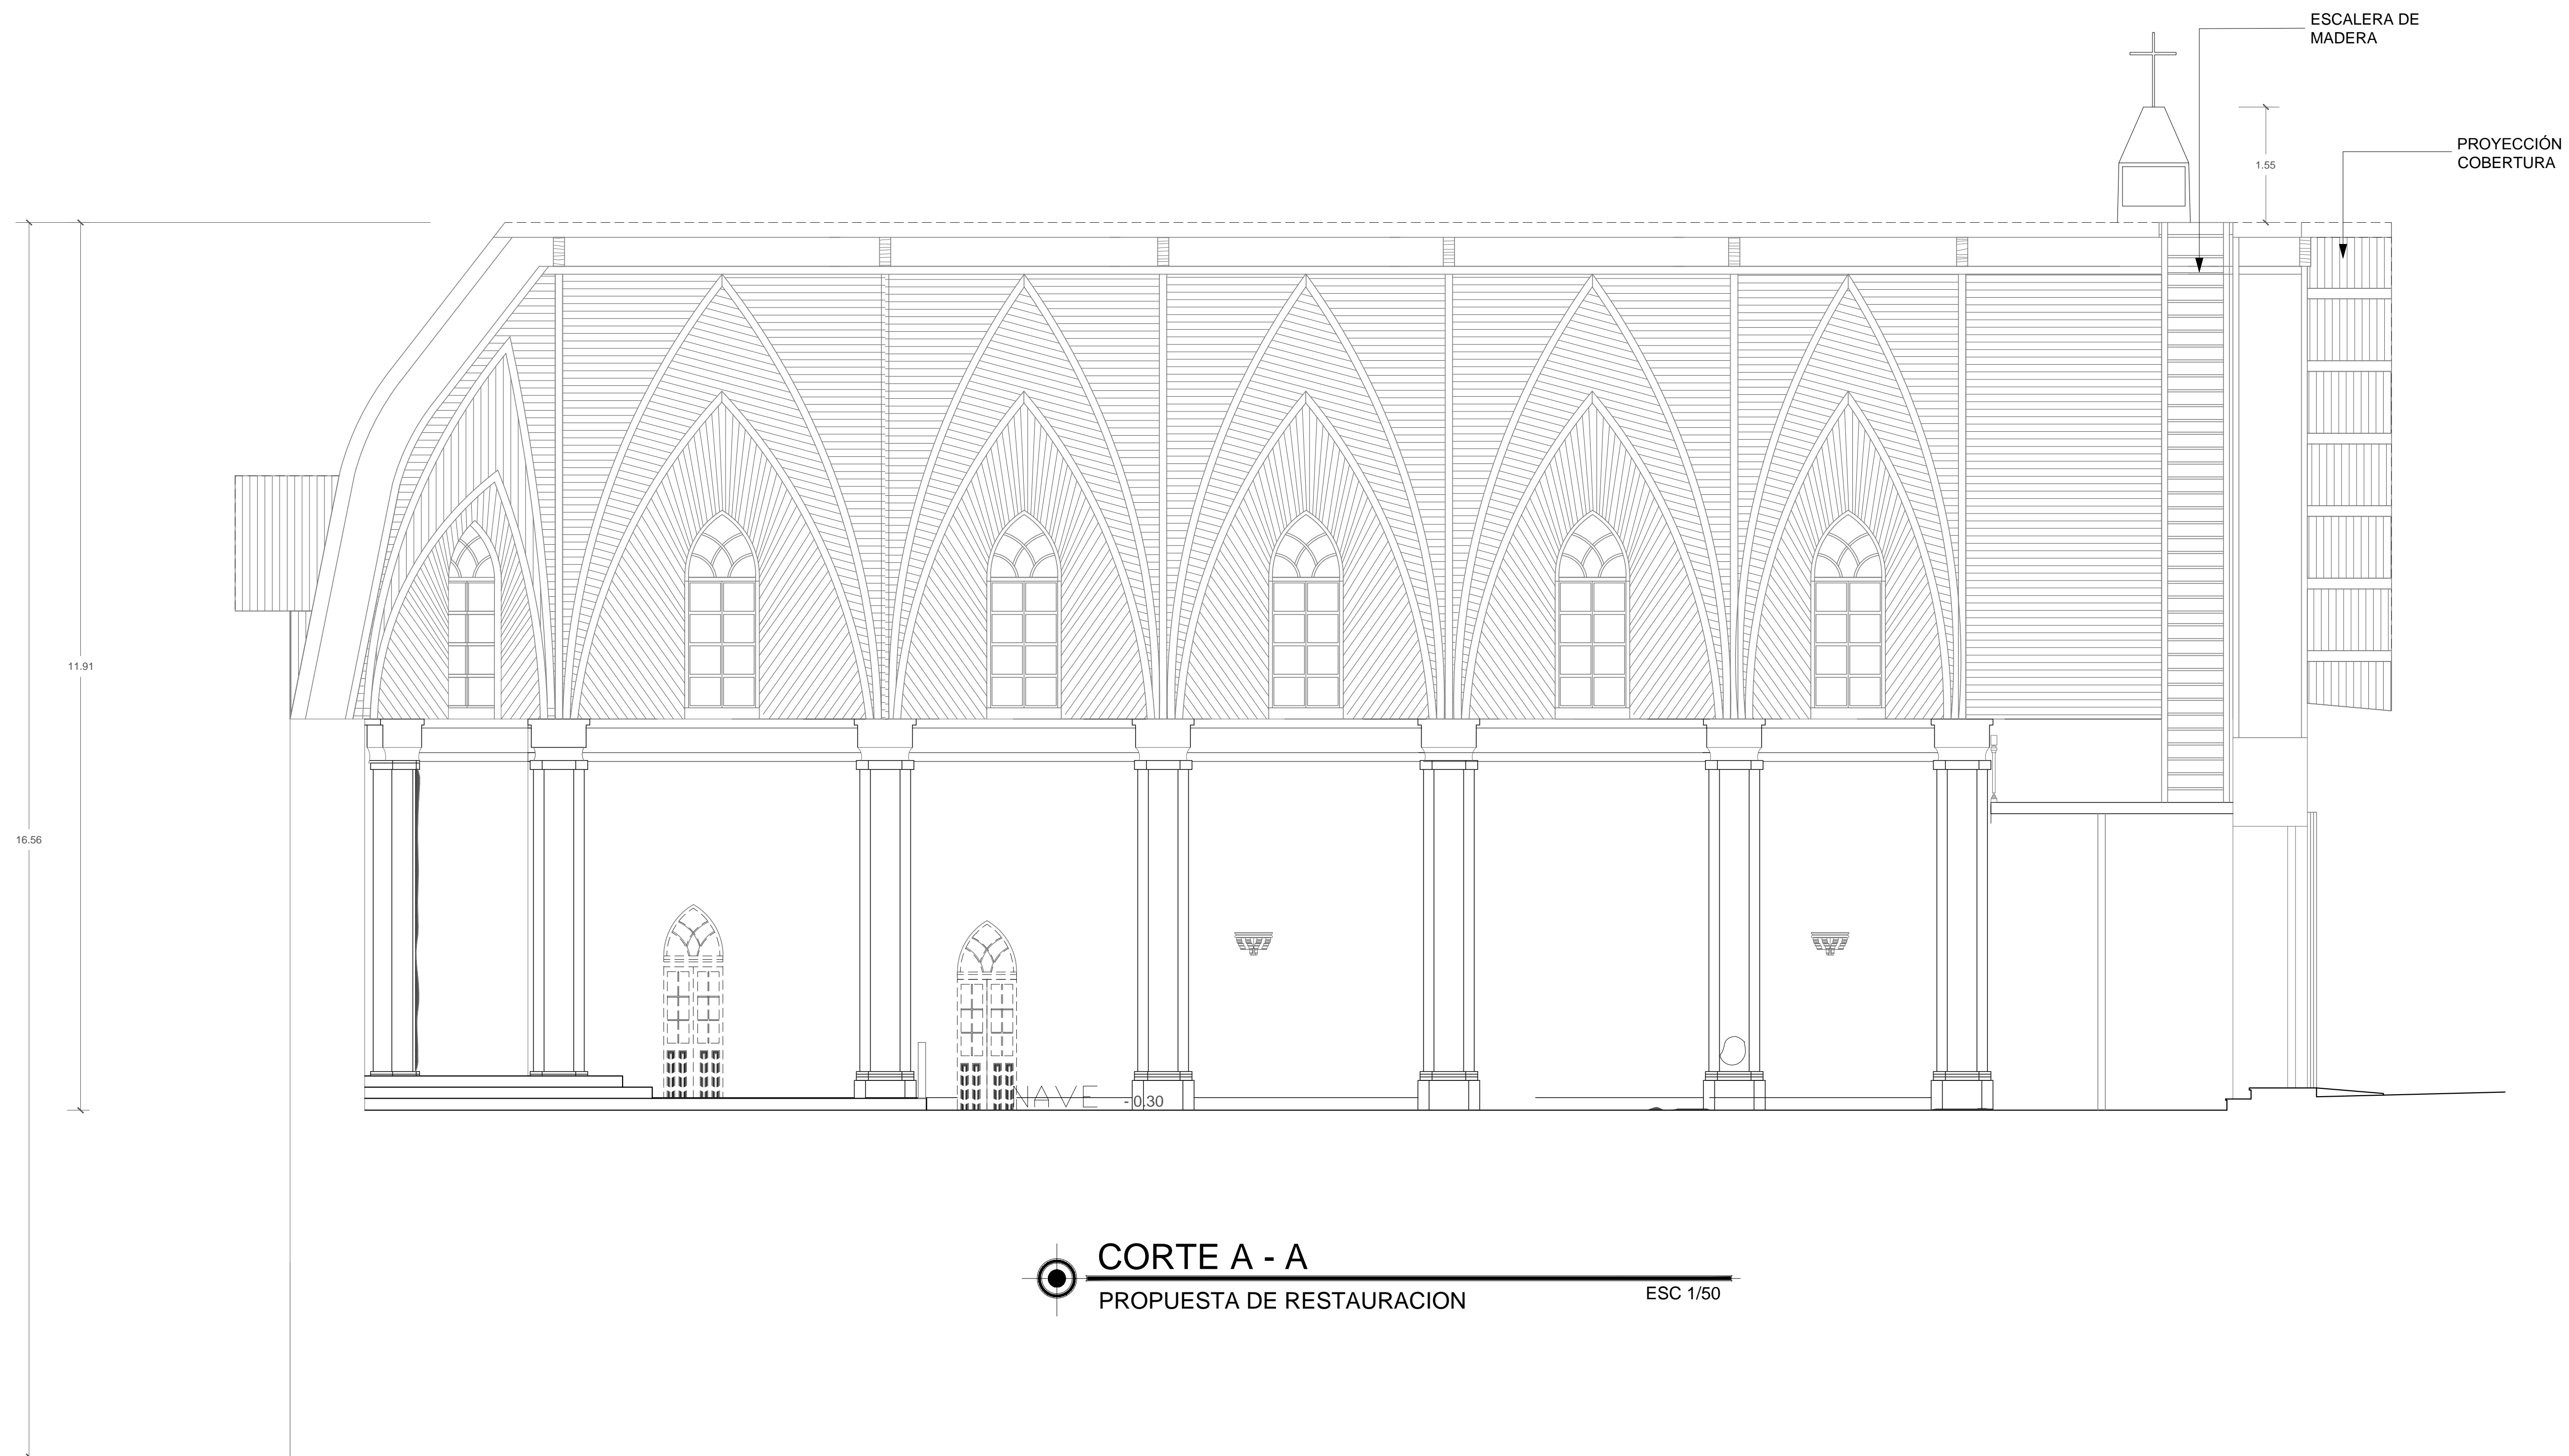 ESCALERA DE
MADERA
PROYECCIÓN
COBERTURA
1.55
11.91
16.56
NAVE
- 0.30
CORTE A - A
PROPUESTA DE RESTAURACION
ESC 1/50